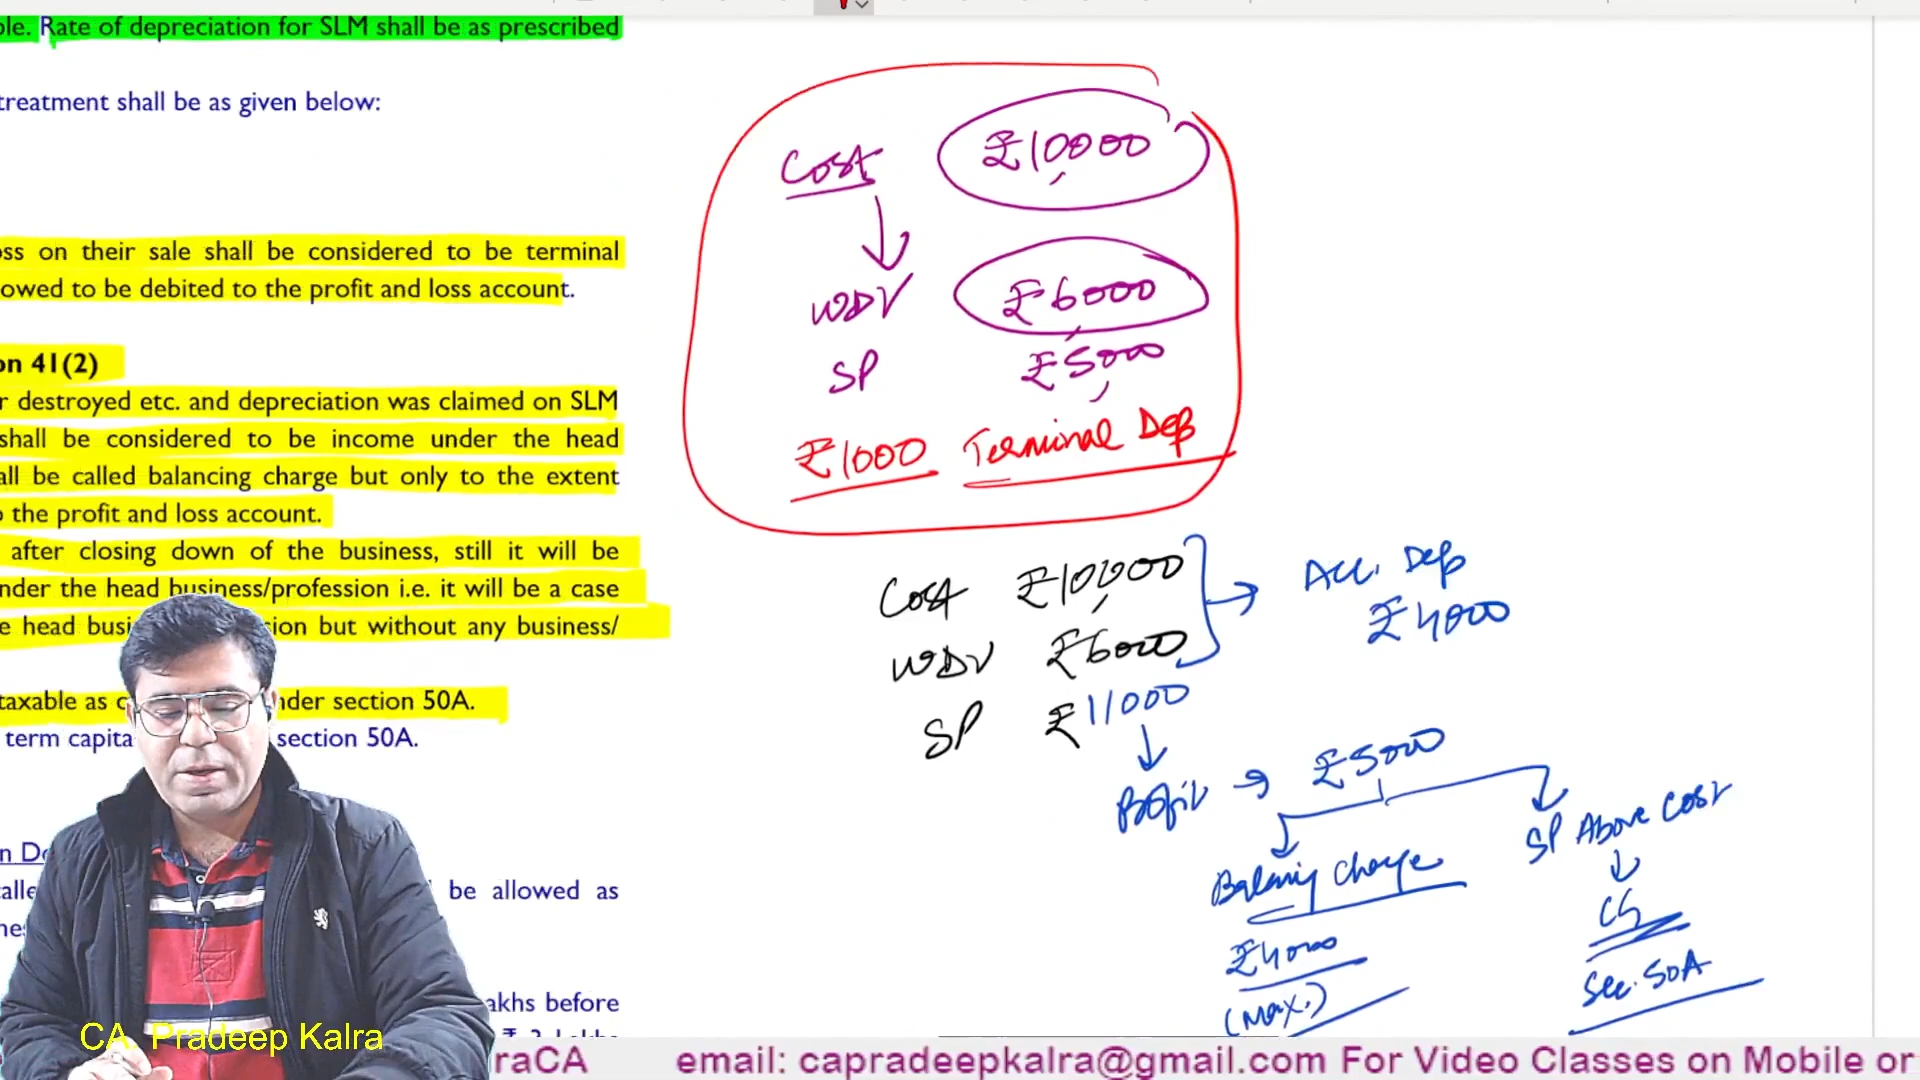 ole. Rate of depreciation for SLM shall be as prescribed
treatment shall be as given below:
oss on their sale shall be considered to be terminal
owed to be debited to the profit and loss account.
on 41(2)
r destroyed etc. and depreciation was claimed on SLM
shall be considered to be income under the head
all be called balancing charge but only to the extent
o the profit and loss account.
after closing down of the business, still it will be
nder the head business/profession i.e. it will be a case
e head busi ion but without any business/
taxable as c nder section 50A.
term capita section 50A.
n De
alle be allowed as
nes
akhs before
Cost ₹10000
WDV ₹6000
SP ₹5000
₹1000 Terminal Dep
Cost ₹10000
WDV ₹6000
SP ₹11000
Acc. Dep
₹4000
Profit → ₹5000
Balancing Charge
₹4000
(Max.)
SP Above Cost
CG
Sec. 50A
CA. Pradeep Kalra
raCA email: capradeepkalra@gmail.com For Video Classes on Mobile or